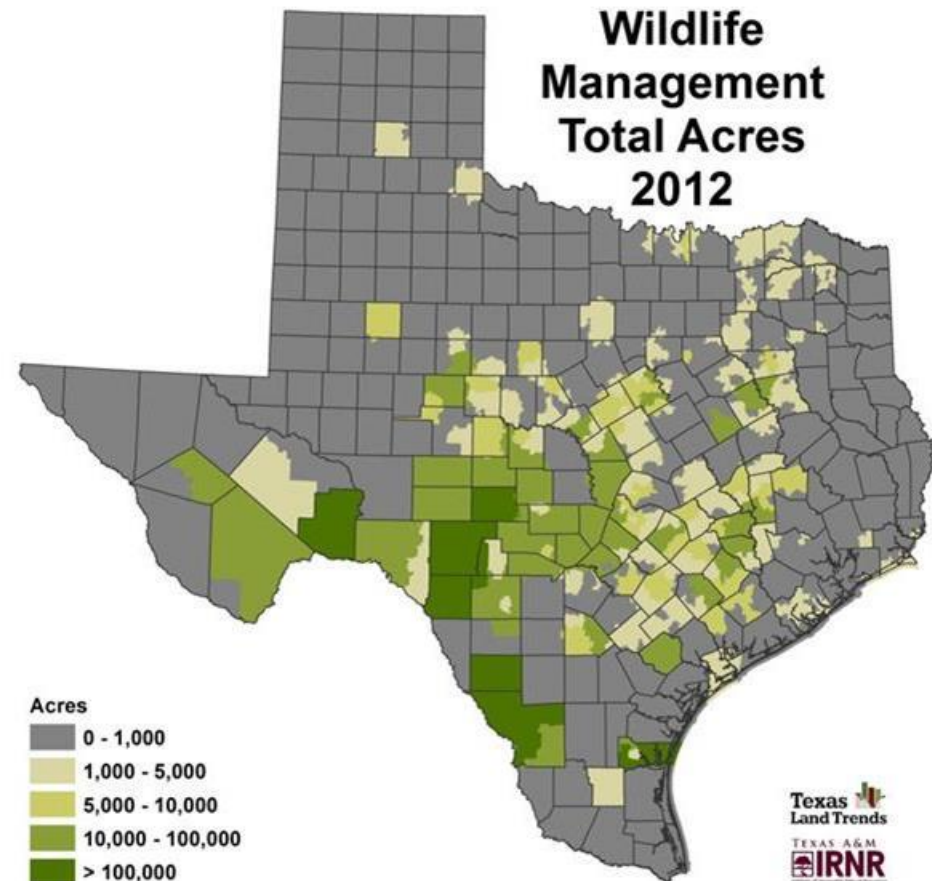 Wildlife
Management
Total Acres
2012
Acres
0 - 1,000
1,000 - 5,000
5,000 - 10,000
10,000 - 100,000
> 100,000
Texas
Land Trends
TEXAS A&M
IRNR